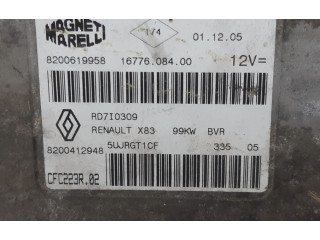 MAGNETI
MARELLI
174
01.12.05
8200619958
16776.084.00
12V=
RD7I0309
RENAULT X83 99KW BVR
8200412948
5UJRGT1CF
335 05
CFC223R.02